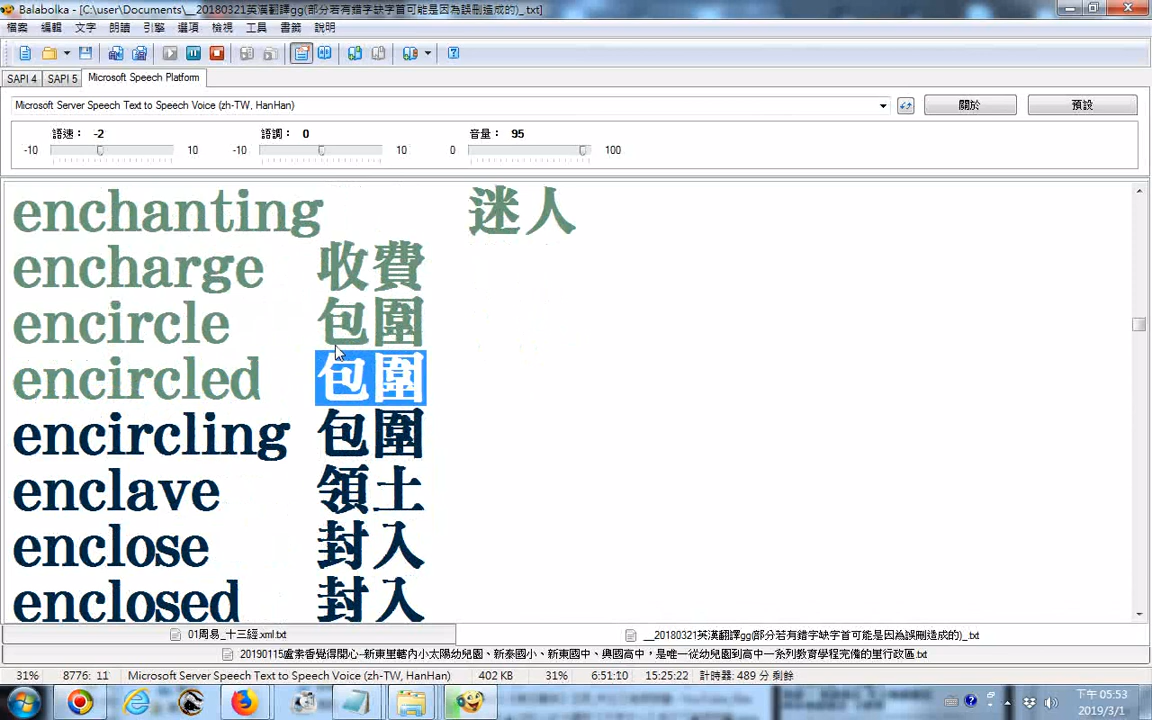 Balabolka - [C:\user\Documents\__20180321英漢翻譯gg(部分若有錯字缺字首可能是因為誤刪造成的)_.txt]
檔案 編輯 文字 朗讀 引擎 選項 檢視 工具 書籤 說明
SAPI 4 SAPI 5 Microsoft Speech Platform
Microsoft Server Speech Text to Speech Voice (zh-TW, HanHan) 關於 預設
語速： -2 語調： 0 音量： 95
-10 10 -10 10 0 100
enchanting 迷人
encharge 收費
encircle 包圍
encircled 包圍
encircling 包圍
enclave 領土
enclose 封入
enclosed 封入
01周易_十三經.xml.txt __20180321英漢翻譯gg(部分若有錯字缺字首可能是因為誤刪造成的)_.txt
20190115盧素香覺得開心-新東里轄內小太陽幼兒園、新泰國小、新東國中、興國高中，是唯一從幼兒園到高中一系列教育學程完備的里行政區.txt
31% 8776: 11 Microsoft Server Speech Text to Speech Voice (zh-TW, HanHan) 402 KB 31% 6:51:10 15:25:22 計時器: 489 分 剩餘
下午 05:53
2019/3/1